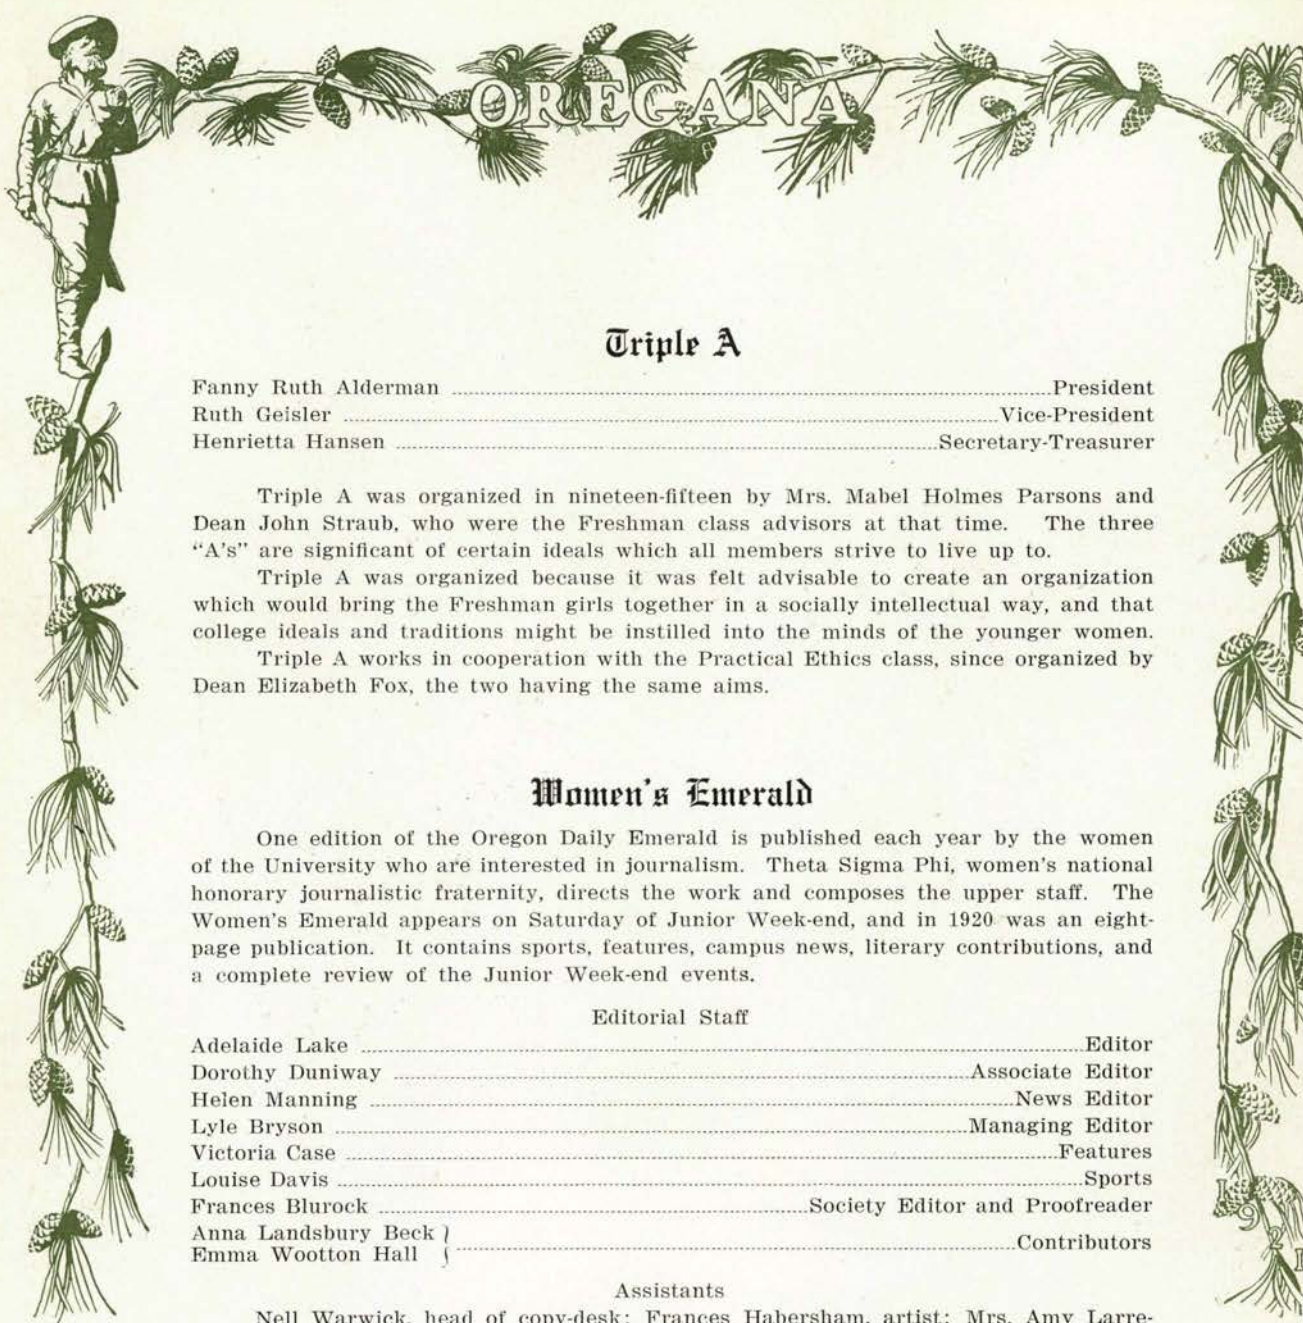 OREGANA
Triple A
Fanny Ruth Alderman ........ President
Ruth Geisler ........ Vice-President
Henrietta Hansen ........ Secretary-Treasurer
Triple A was organized in nineteen-fifteen by Mrs. Mabel Holmes Parsons and
Dean John Straub, who were the Freshman class advisors at that time. The three
"A's" are significant of certain ideals which all members strive to live up to.
Triple A was organized because it was felt advisable to create an organization
which would bring the Freshman girls together in a socially intellectual way, and that
college ideals and traditions might be instilled into the minds of the younger women.
Triple A works in cooperation with the Practical Ethics class, since organized by
Dean Elizabeth Fox, the two having the same aims.
Women's Emerald
One edition of the Oregon Daily Emerald is published each year by the women
of the University who are interested in journalism. Theta Sigma Phi, women's national
honorary journalistic fraternity, directs the work and composes the upper staff. The
Women's Emerald appears on Saturday of Junior Week-end, and in 1920 was an eight-
page publication. It contains sports, features, campus news, literary contributions, and
a complete review of the Junior Week-end events.
Editorial Staff
Adelaide Lake ........ Editor
Dorothy Duniway ........ Associate Editor
Helen Manning ........ News Editor
Lyle Bryson ........ Managing Editor
Victoria Case ........ Features
Louise Davis ........ Sports
Frances Blurock ........ Society Editor and Proofreader
Anna Landsbury Beck
Emma Wootton Hall ........ Contributors
Assistants
Nell Warwick, head of copy-desk; Frances Habersham, artist; Mrs. Amy Larre-
1921